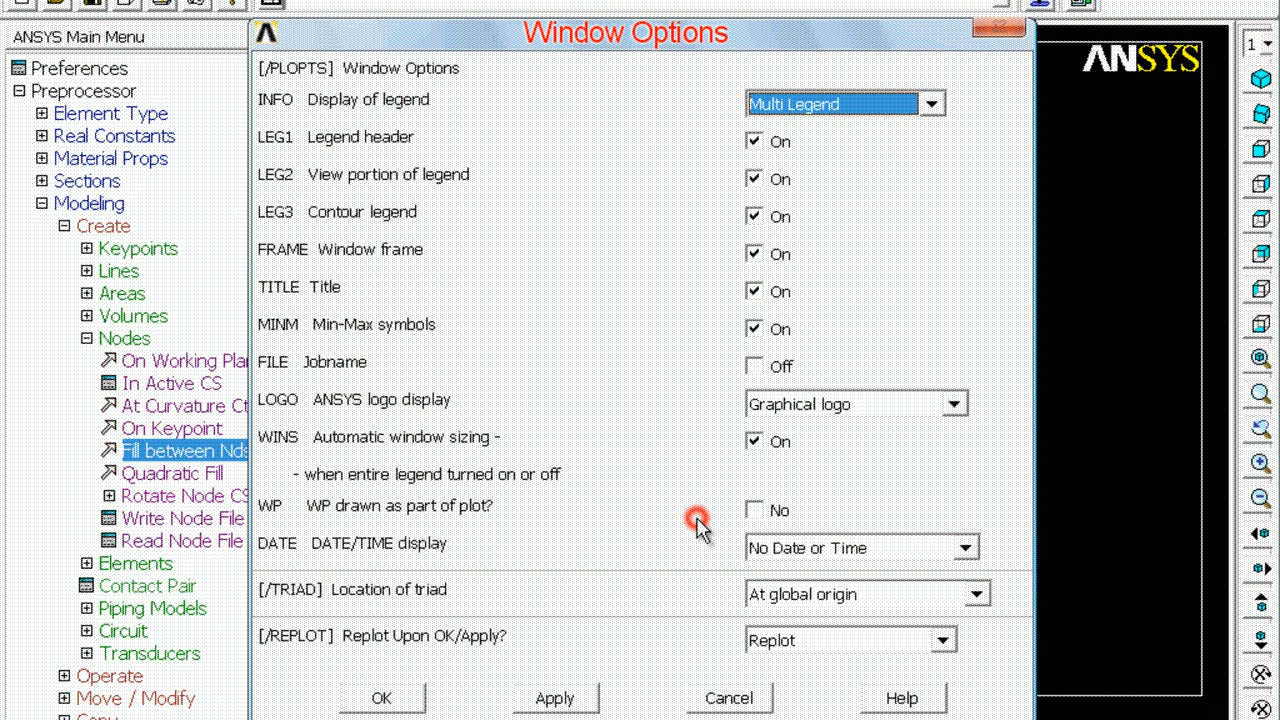 Window Options
ANSYS Main Menu
Preferences
Preprocessor
Element Type
Real Constants
Material Props
Sections
Modeling
Create
Keypoints
Lines
Areas
Volumes
Nodes
On Working Pla
In Active CS
At Curvature Ct
On Keypoint
Fill between Nds
Quadratic Fill
Rotate Node CS
Write Node File
Read Node File
Elements
Contact Pair
Piping Models
Circuit
Transducers
Operate
Move / Modify
[/PLOPTS] Window Options
INFO Display of legend Multi Legend
LEG1 Legend header On
LEG2 View portion of legend On
LEG3 Contour legend On
FRAME Window frame On
TITLE Title On
MINM Min-Max symbols On
FILE Jobname Off
LOGO ANSYS logo display Graphical logo
WINS Automatic window sizing - On
- when entire legend turned on or off
WP WP drawn as part of plot? No
DATE DATE/TIME display No Date or Time
[/TRIAD] Location of triad At global origin
[/REPLOT] Replot Upon OK/Apply? Replot
OK Apply Cancel Help
ANSYS
1